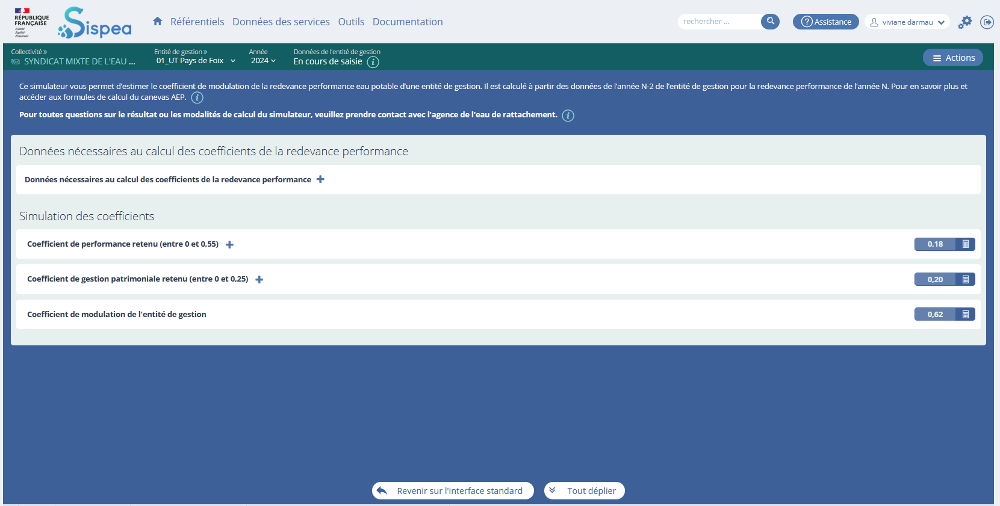 RÉPUBLIQUE
FRANÇAISE
Liberté
Égalité
Fraternité
Sispea
Référentiels Données des services Outils Documentation
rechercher ...
Assistance
viviane darmau
Collectivité »
SYNDICAT MIXTE DE L'EAU ...
Entité de gestion »
01_UT Pays de Foix
Année
2024
Données de l'entité de gestion
En cours de saisie
Actions
Ce simulateur vous permet d’estimer le coefficient de modulation de la redevance performance eau potable d’une entité de gestion. Il est calculé à partir des données de l’année N-2 de l’entité de gestion pour la redevance performance de l’année N. Pour en savoir plus et
accéder aux formules de calcul du canevas AEP.
Pour toutes questions sur le résultat ou les modalités de calcul du simulateur, veuillez prendre contact avec l'agence de l'eau de rattachement.
Données nécessaires au calcul des coefficients de la redevance performance
Données nécessaires au calcul des coefficients de la redevance performance
Simulation des coefficients
Coefficient de performance retenu (entre 0 et 0,55) 0,18
Coefficient de gestion patrimoniale retenu (entre 0 et 0,25) 0,20
Coefficient de modulation de l'entité de gestion 0,62
Revenir sur l'interface standard Tout déplier